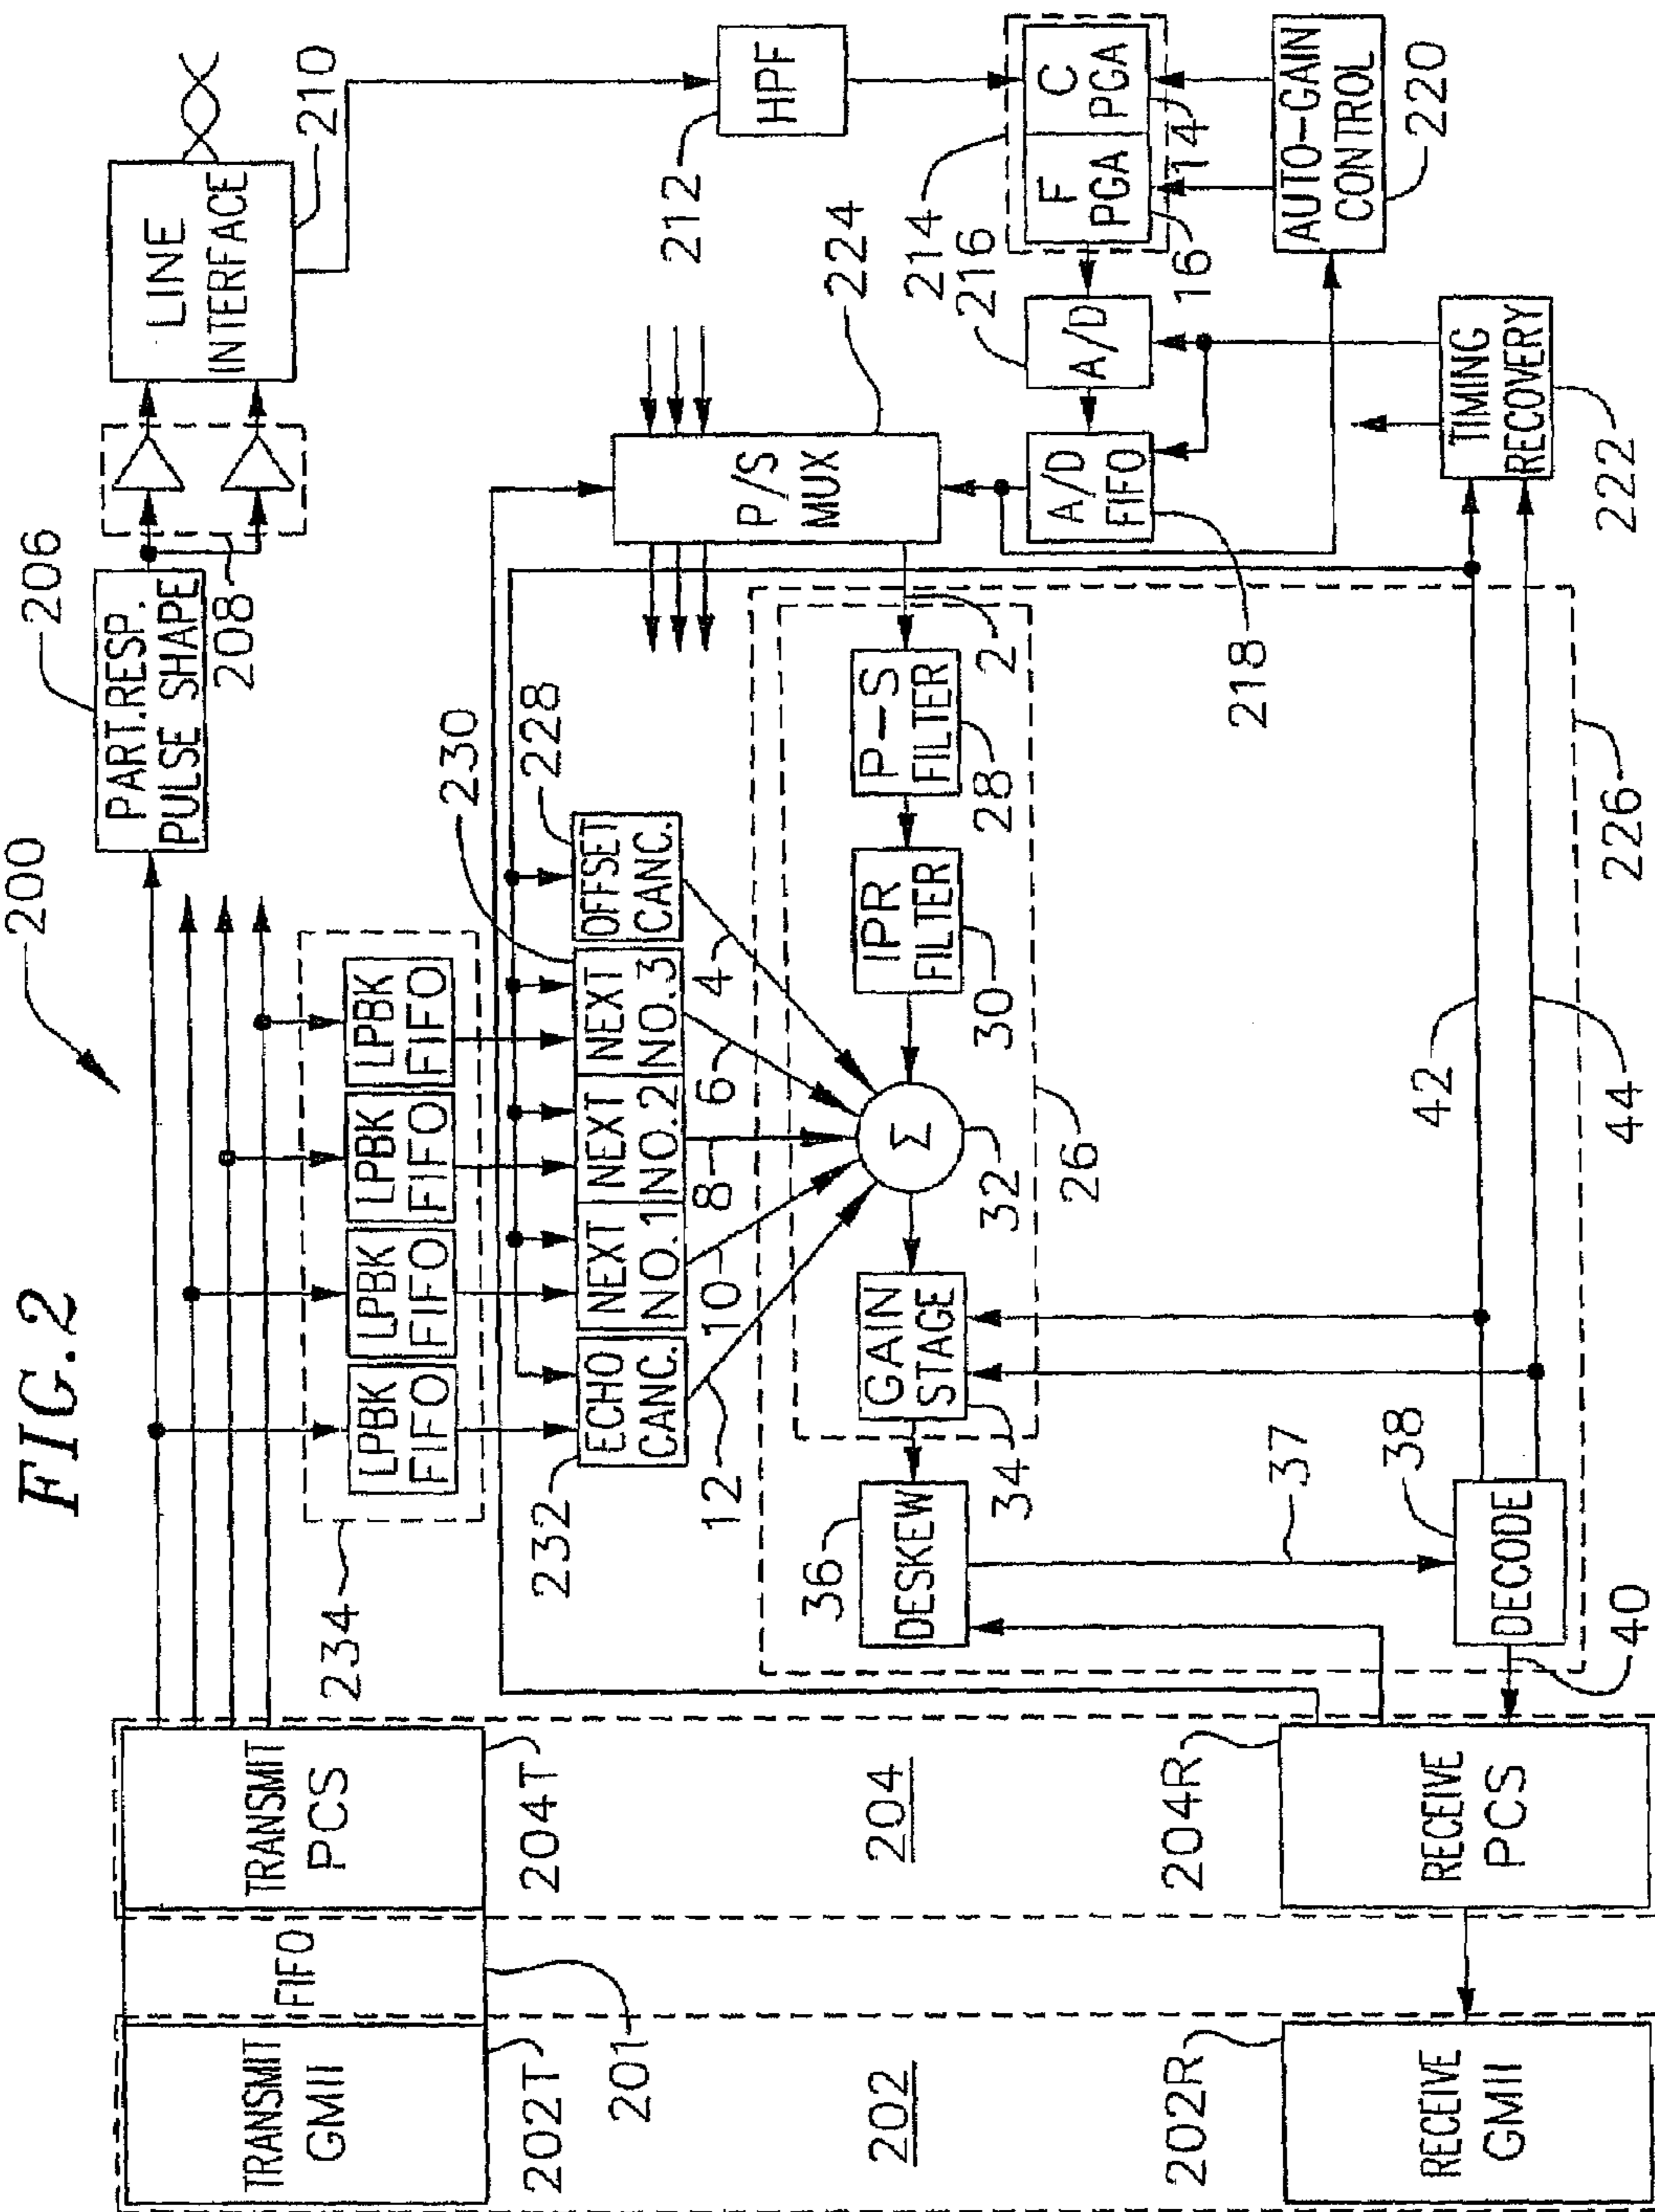 FIG.2
200
TRANSMIT
GMII
202T
FIFO
201
TRANSMIT
PCS
204T
202
204
RECEIVE
GMII
202R
RECEIVE
PCS
204R
PART.RESP.
PULSE SHAPE
206
208
LINE
INTERFACE
210
234
LPBK
FIFO
LPBK
FIFO
LPBK
FIFO
LPBK
FIFO
232
ECHO
CANC.
NEXT
NO.1
NEXT
NO.2
NEXT
NO.3
OFFSET
CANC.
230
228
12
10
8
6
4
HPF
212
P/S
MUX
224
214
F
PGA
C
PGA
16
14
216
A/D
A/D
FIFO
218
AUTO-GAIN
CONTROL
220
TIMING
RECOVERY
222
2
P-S
FILTER
28
IPR
FILTER
30
Σ
32
GAIN
STAGE
34
26
36
DESKEW
37
38
DECODE
40
42
44
226